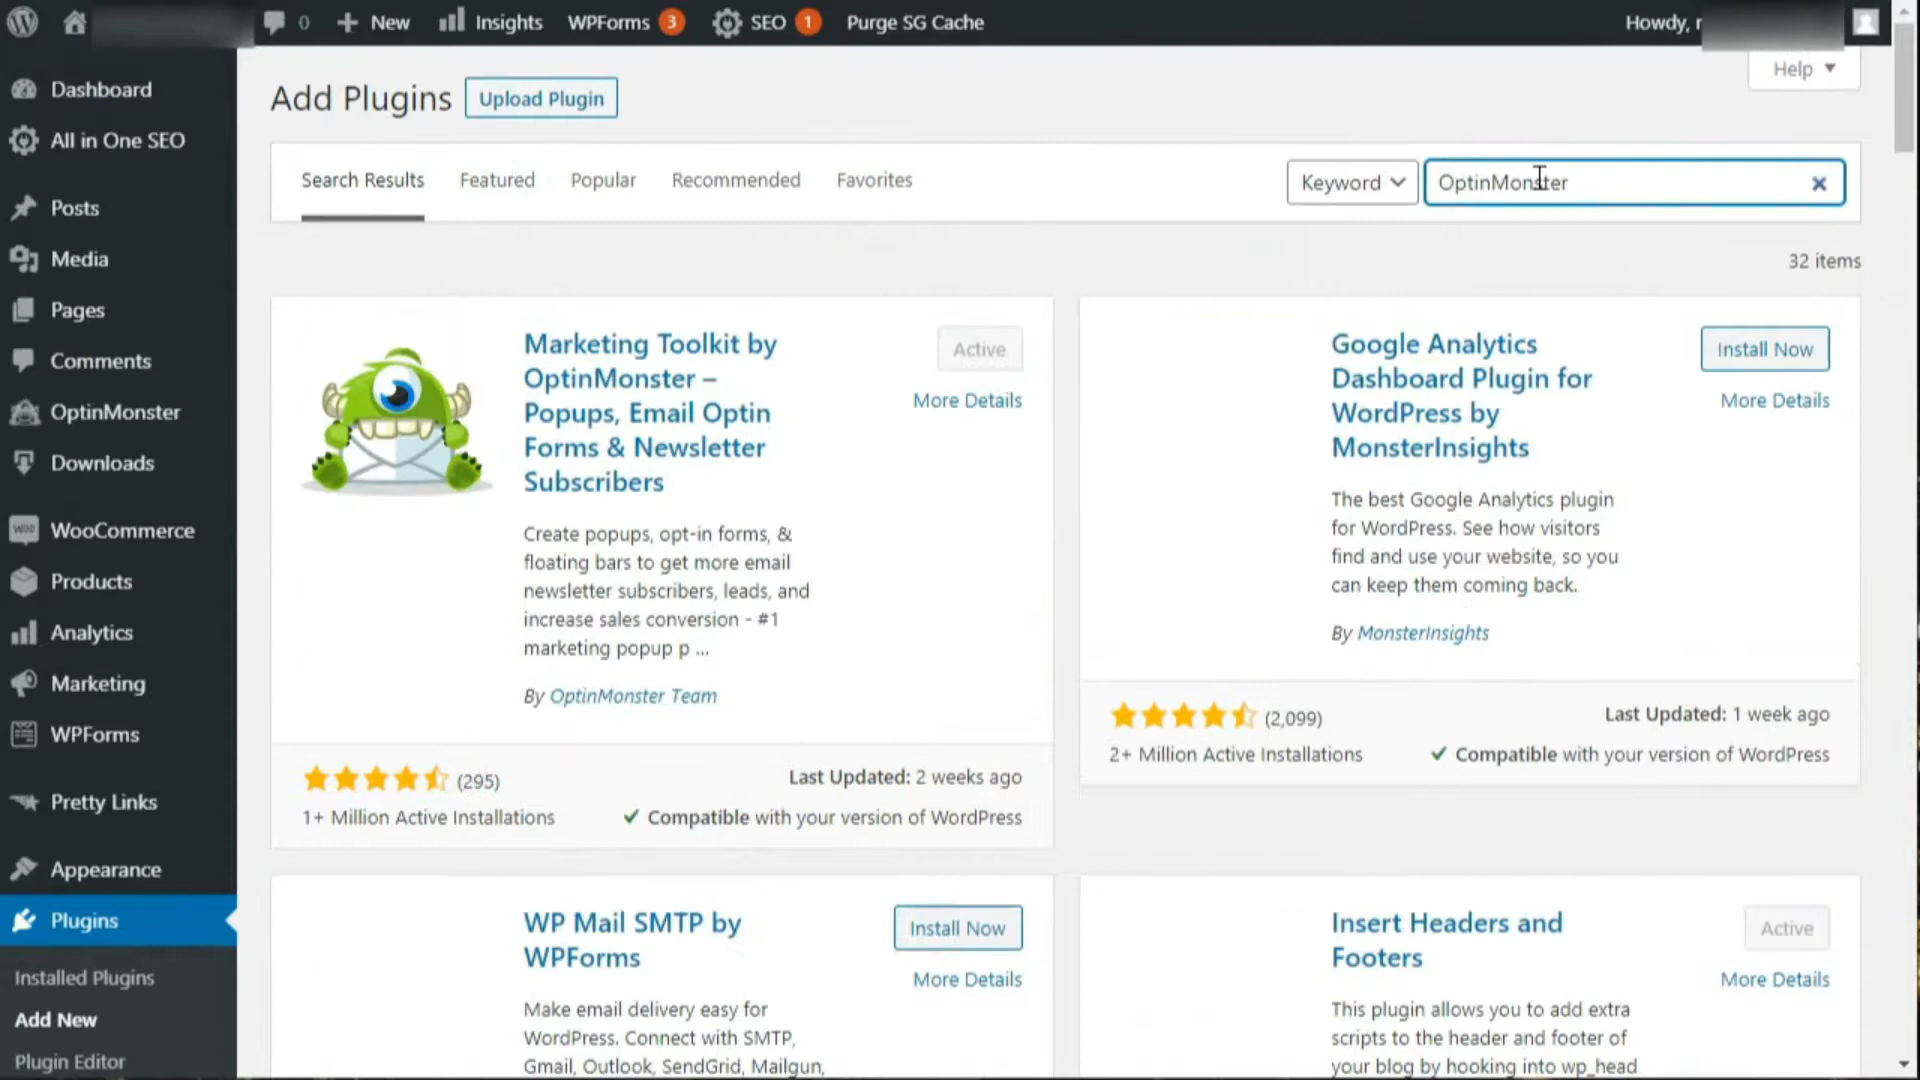 0
New
Insights
WPForms 3
SEO 1
Purge SG Cache
Howdy,
Dashboard
All in One SEO
Posts
Media
Pages
Comments
OptinMonster
Downloads
WOO WooCommerce
Products
Analytics
Marketing
WPForms
Pretty Links
Appearance
Plugins
Installed Plugins
Add New
Plugin Editor
Help
Add Plugins
Upload Plugin
Search Results
Featured
Popular
Recommended
Favorites
Keyword
OptinMonster
32 items
Marketing Toolkit by
OptinMonster –
Popups, Email Optin
Forms & Newsletter
Subscribers
Active
More Details
Create popups, opt-in forms, &
floating bars to get more email
newsletter subscribers, leads, and
increase sales conversion - #1
marketing popup p ...
By OptinMonster Team
(295)
1+ Million Active Installations
Last Updated: 2 weeks ago
Compatible with your version of WordPress
Google Analytics
Dashboard Plugin for
WordPress by
MonsterInsights
Install Now
More Details
The best Google Analytics plugin
for WordPress. See how visitors
find and use your website, so you
can keep them coming back.
By MonsterInsights
(2,099)
2+ Million Active Installations
Last Updated: 1 week ago
Compatible with your version of WordPress
WP Mail SMTP by
WPForms
Install Now
More Details
Make email delivery easy for
WordPress. Connect with SMTP,
Gmail, Outlook, SendGrid, Mailgun,
Insert Headers and
Footers
Active
More Details
This plugin allows you to add extra
scripts to the header and footer of
your blog by hooking into wp_head